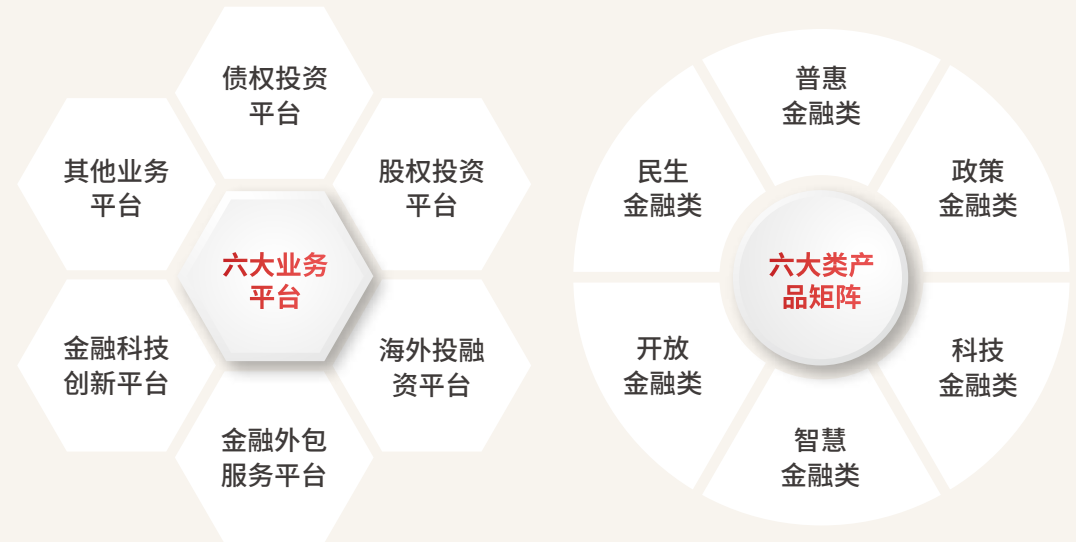 债权投资
平台
其他业务
平台
股权投资
平台
六大业务
平台
金融科技
创新平台
海外投融
资平台
金融外包
服务平台
普惠
金融类
民生
金融类
政策
金融类
六大类产
品矩阵
开放
金融类
科技
金融类
智慧
金融类